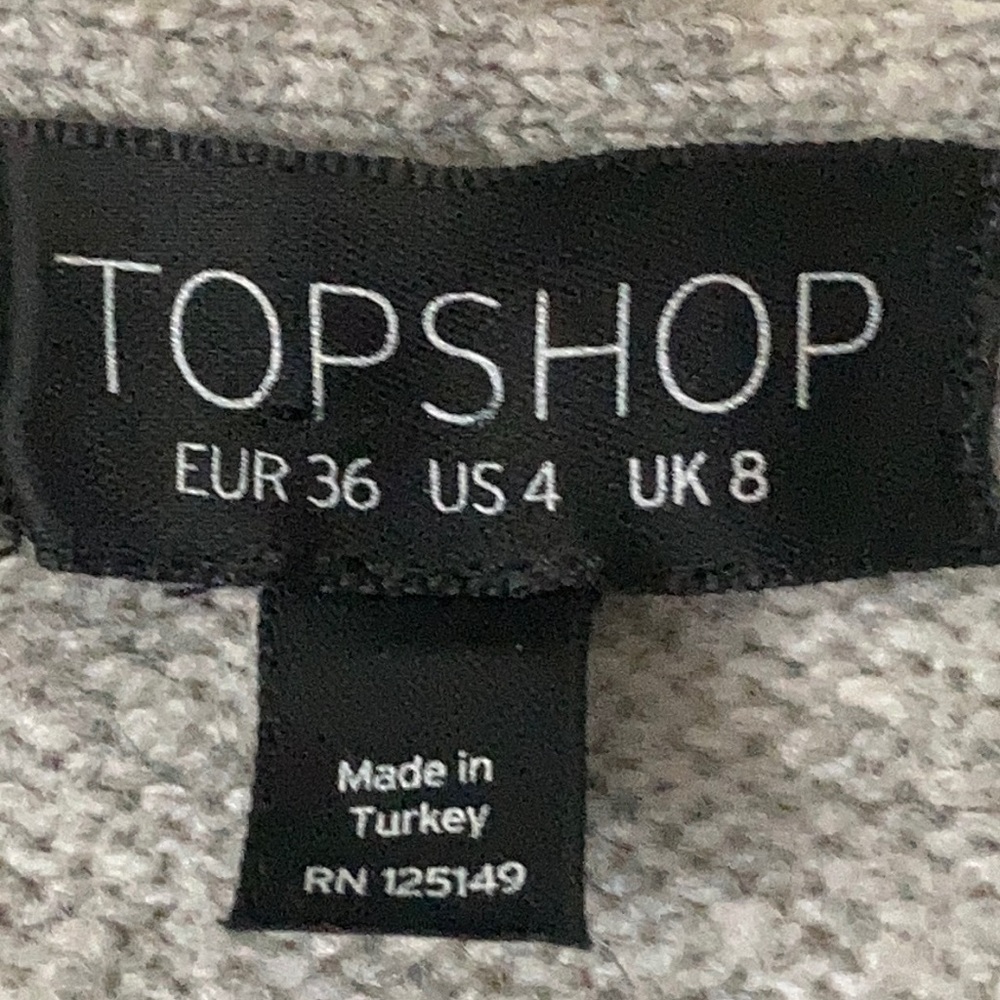 TOPSHOP
EUR 36 US 4 UK 8
Made in
Turkey
RN 125149